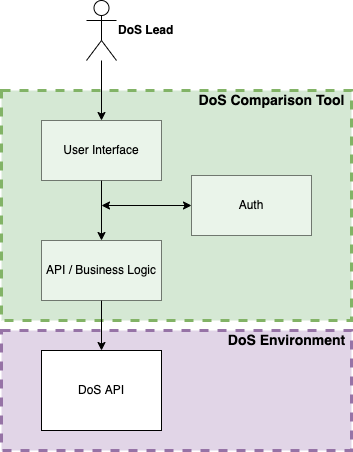 DoS Lead
DoS Comparison Tool
User Interface
Auth
API / Business Logic
DoS Environment
DoS API